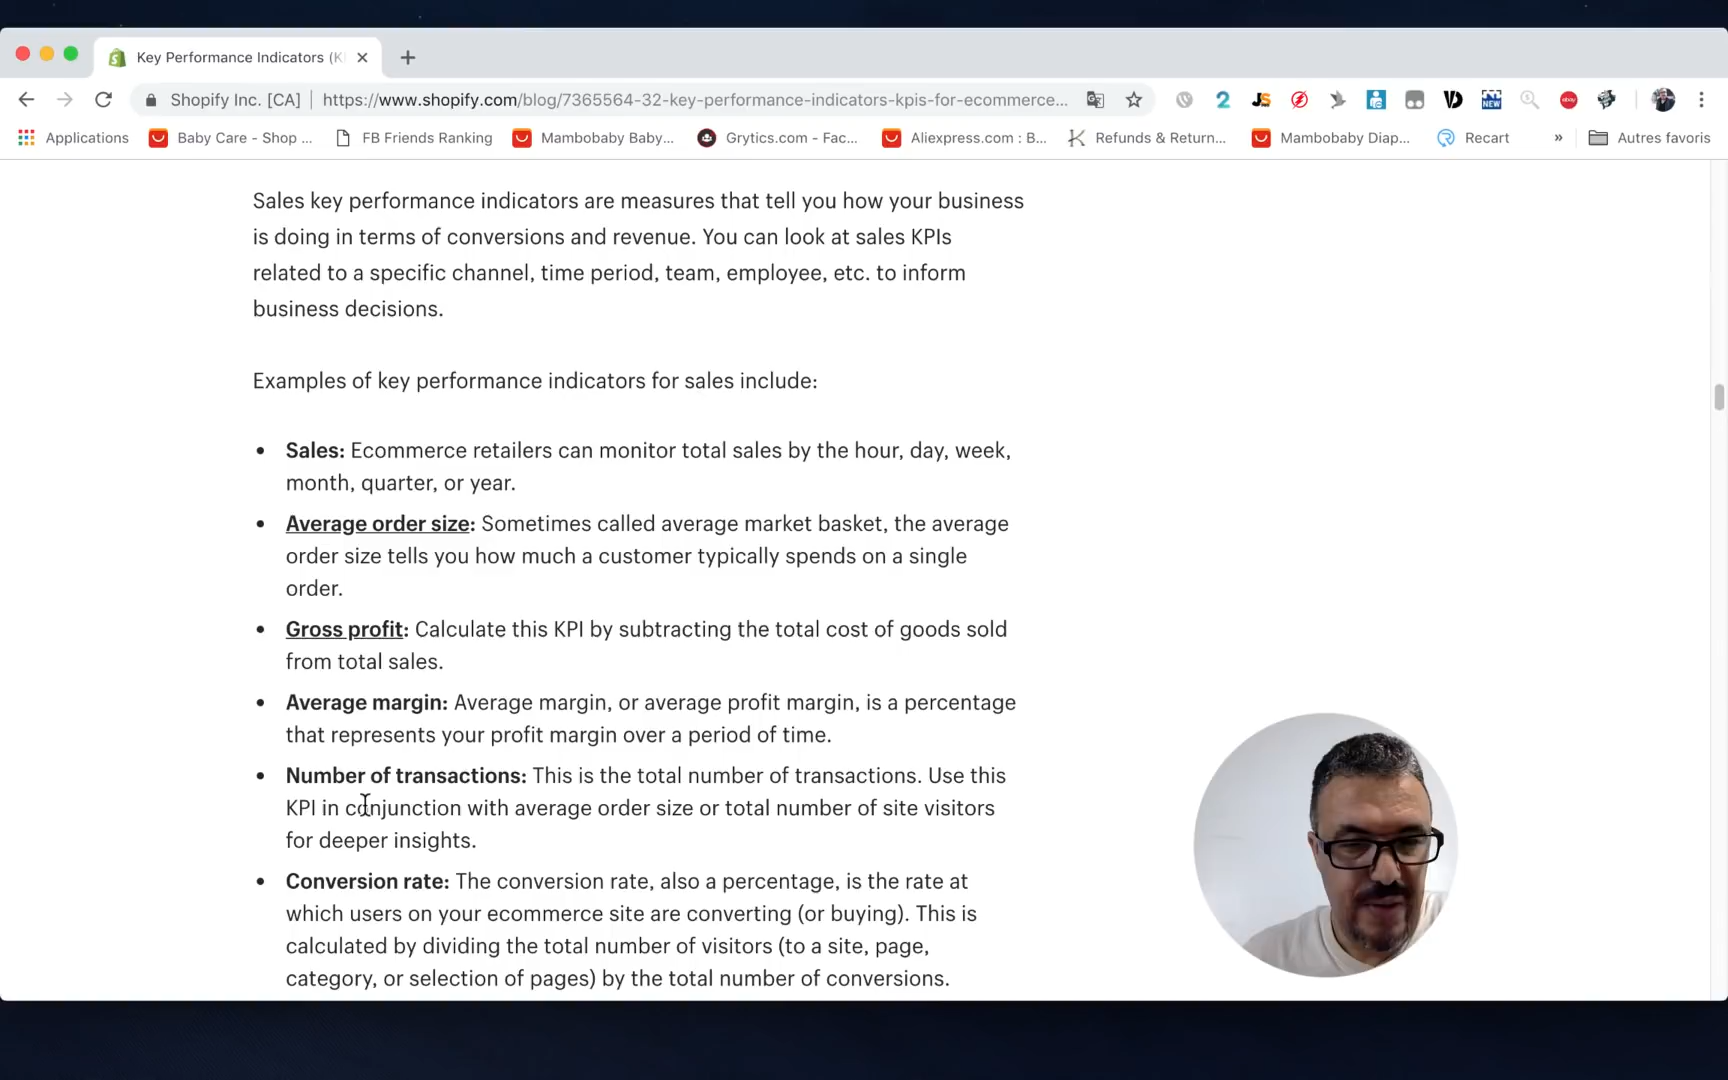 Key Performance Indicators (K
Shopify Inc. [CA]
https://www.shopify.com/blog/7365564-32-key-performance-indicators-kpis-for-ecommerce...
2
JS
NEW
ebay
Applications
Baby Care - Shop ...
FB Friends Ranking
Mambobaby Baby...
Grytics.com - Fac...
Aliexpress.com : B...
Refunds & Return...
Mambobaby Diap...
Recart
»
Autres favoris
Sales key performance indicators are measures that tell you how your business
is doing in terms of conversions and revenue. You can look at sales KPIs
related to a specific channel, time period, team, employee, etc. to inform
business decisions.
Examples of key performance indicators for sales include:
• Sales: Ecommerce retailers can monitor total sales by the hour, day, week,
month, quarter, or year.
• Average order size: Sometimes called average market basket, the average
order size tells you how much a customer typically spends on a single
order.
• Gross profit: Calculate this KPI by subtracting the total cost of goods sold
from total sales.
• Average margin: Average margin, or average profit margin, is a percentage
that represents your profit margin over a period of time.
• Number of transactions: This is the total number of transactions. Use this
KPI in conjunction with average order size or total number of site visitors
for deeper insights.
• Conversion rate: The conversion rate, also a percentage, is the rate at
which users on your ecommerce site are converting (or buying). This is
calculated by dividing the total number of visitors (to a site, page,
category, or selection of pages) by the total number of conversions.